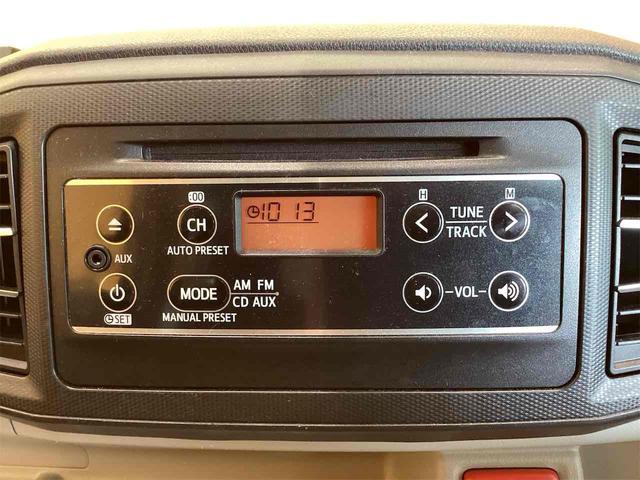 :00
H
M
CH
10 13
<
TUNE
TRACK
>
AUX
AUTO PRESET
MODE
AM FM
CD AUX
-VOL-
SET
MANUAL PRESET